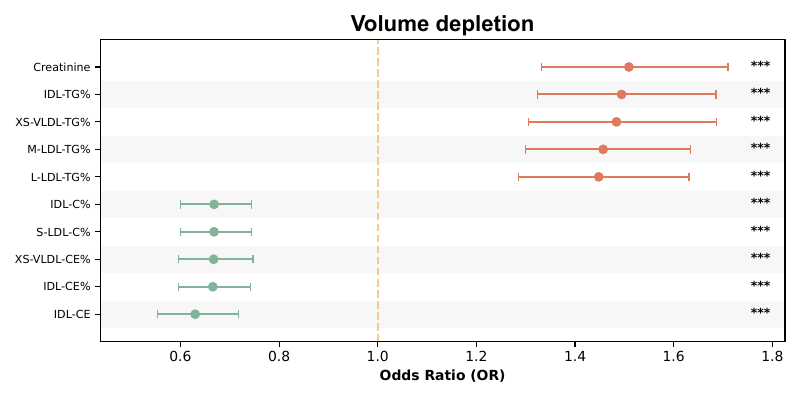 Volume depletion
Creatinine ***
IDL-TG% ***
XS-VLDL-TG% ***
M-LDL-TG% ***
L-LDL-TG% ***
IDL-C% ***
S-LDL-C% ***
XS-VLDL-CE% ***
IDL-CE% ***
IDL-CE ***
0.6 0.8 1.0 1.2 1.4 1.6 1.8
Odds Ratio (OR)